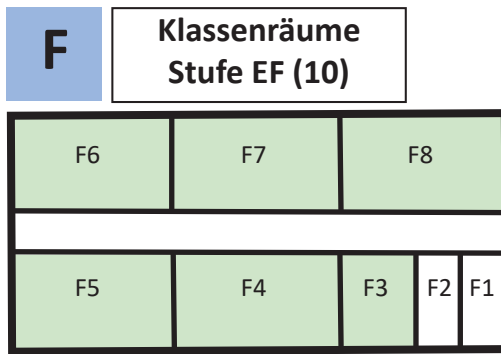 F
Klassenräume
Stufe EF (10)
F6 F7 F8
F5 F4 F3 F2 F1